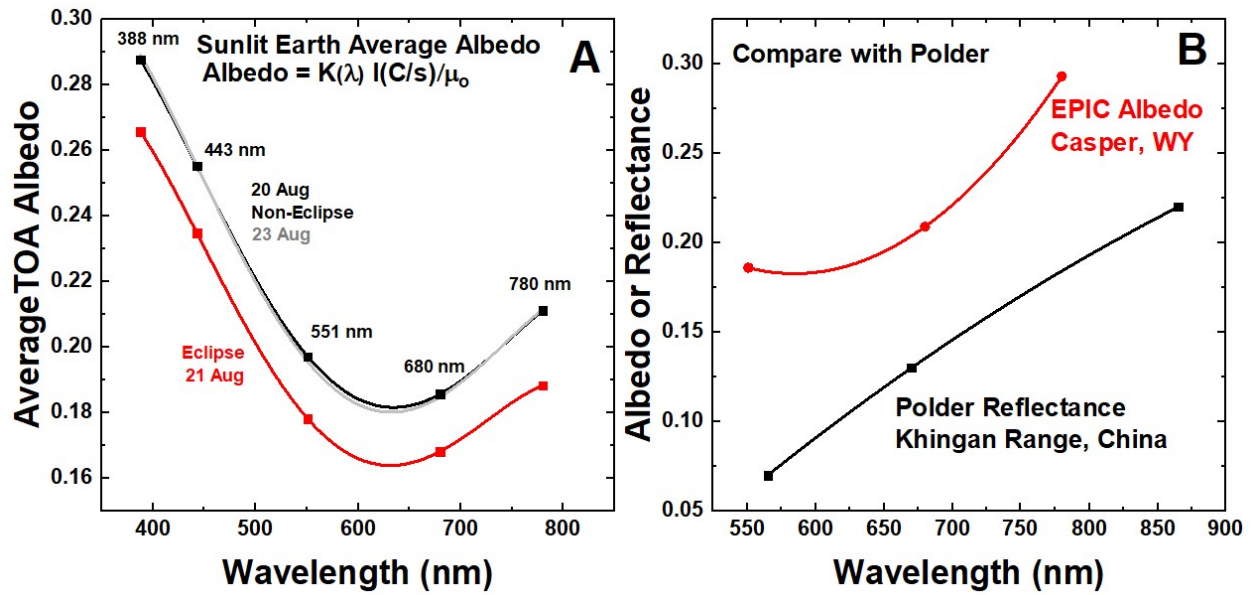 Sunlit Earth Average Albedo
Albedo = K(λ) I(C/s)/μo
A
388 nm
443 nm
20 Aug
Non-Eclipse
23 Aug
551 nm
680 nm
780 nm
Eclipse
21 Aug
AverageTOA Albedo
0.30
0.28
0.26
0.24
0.22
0.20
0.18
0.16
400
500
600
700
800
Wavelength (nm)
Compare with Polder
B
EPIC Albedo
Casper, WY
Polder Reflectance
Khingan Range, China
Albedo or Reflectance
0.30
0.25
0.20
0.15
0.10
0.05
550
600
650
700
750
800
850
900
Wavelength (nm)